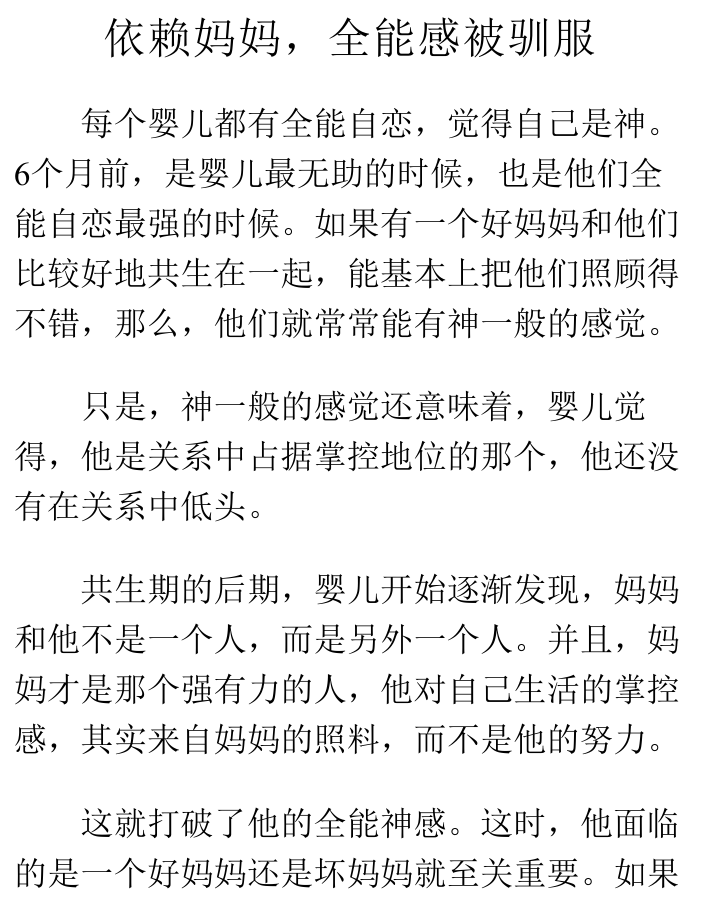 依赖妈妈，全能感被驯服
每个婴儿都有全能自恋，觉得自己是神。
6个月前，是婴儿最无助的时候，也是他们全
能自恋最强的时候。如果有一个好妈妈和他们
比较好地共生在一起，能基本上把他们照顾得
不错，那么，他们就常常能有神一般的感觉。
只是，神一般的感觉还意味着，婴儿觉
得，他是关系中占据掌控地位的那个，他还没
有在关系中低头。
共生期的后期，婴儿开始逐渐发现，妈妈
和他不是一个人，而是另外一个人。并且，妈
妈才是那个强有力的人，他对自己生活的掌控
感，其实来自妈妈的照料，而不是他的努力。
这就打破了他的全能神感。这时，他面临
的是一个好妈妈还是坏妈妈就至关重要。如果